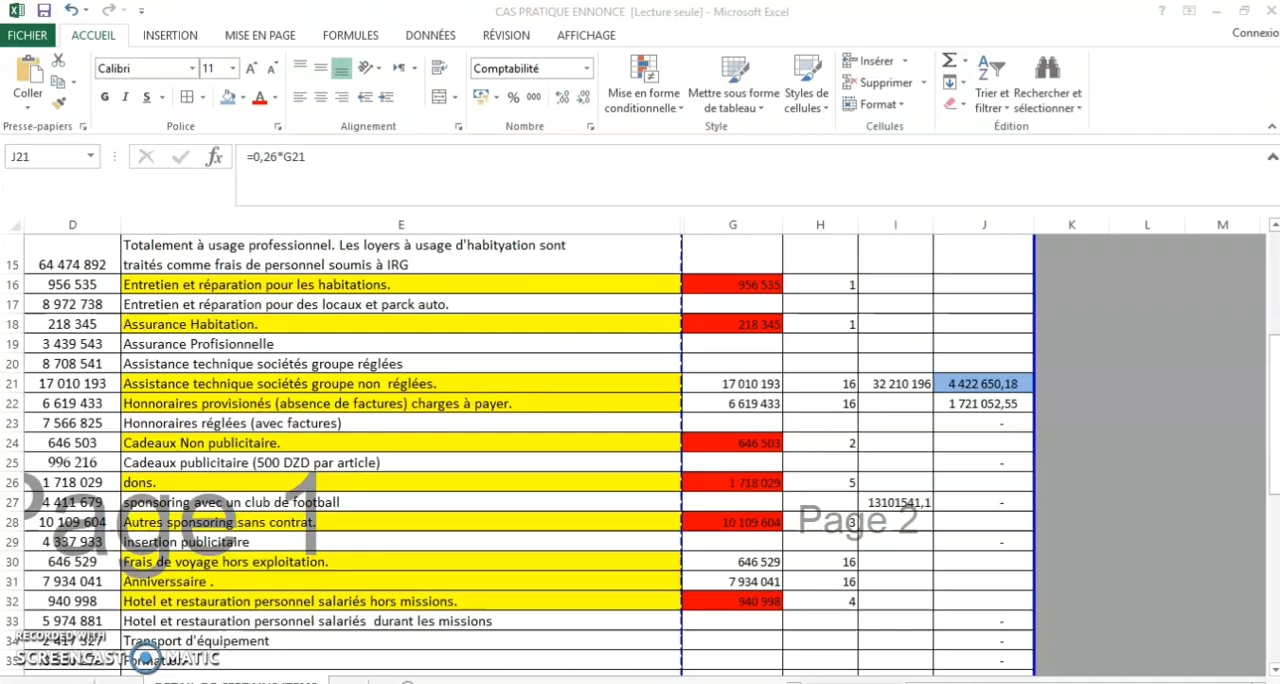 CAS PRATIQUE ENNONCE [Lecture seule] - Microsoft Excel
FICHIER ACCUEIL INSERTION MISE EN PAGE FORMULES DONNÉES RÉVISION AFFICHAGE Connexio
Coller
Presse-papiers
Calibri 11
G I S
Police
Alignement
Comptabilité
% 000
Nombre
Mise en forme conditionnelle
Mettre sous forme de tableau
Styles de cellules
Style
Insérer
Supprimer
Format
Cellules
Trier et filtrer
Rechercher et sélectionner
Édition
J21 fx =0,26*G21
D E G H I J K L M
Totalement à usage professionnel. Les loyers à usage d'habityation sont
15 64 474 892 traités comme frais de personnel soumis à IRG
16 956 535 Entretien et réparation pour les habitations. 956 535 1
17 8 972 738 Entretien et réparation pour des locaux et parck auto.
18 218 345 Assurance Habitation. 218 345 1
19 3 439 543 Assurance Profisionnelle
20 8 708 541 Assistance technique sociétés groupe réglées
21 17 010 193 Assistance technique sociétés groupe non réglées. 17 010 193 16 32 210 196 4 422 650,18
22 6 619 433 Honnoraires provisionés (absence de factures) charges à payer. 6 619 433 16 1 721 052,55
23 7 566 825 Honoraires réglées (avec factures) -
24 646 503 Cadeaux Non publicitaire. 646 503 2
25 996 216 Cadeaux publicitaire (500 DZD par article) -
26 1 718 029 dons. 1 718 029 5
27 4 411 679 sponsoring avec un club de football 13101541,1 -
28 10 109 604 Autres sponsoring sans contrat. 10 109 604 3
29 4 337 933 insertion publicitaire -
30 646 529 Frais de voyage hors exploitation. 646 529 16
31 7 934 041 Anniverssaire . 7 934 041 16
32 940 998 Hotel et restauration personnel salariés hors missions. 940 998 4
33 5 974 881 Hotel et restauration personnel salariés durant les missions -
34 2 417 327 Transport d'équipement -
35 -
Page 1
Page 2
RECORDED WITH
SCREENCAST MATIC